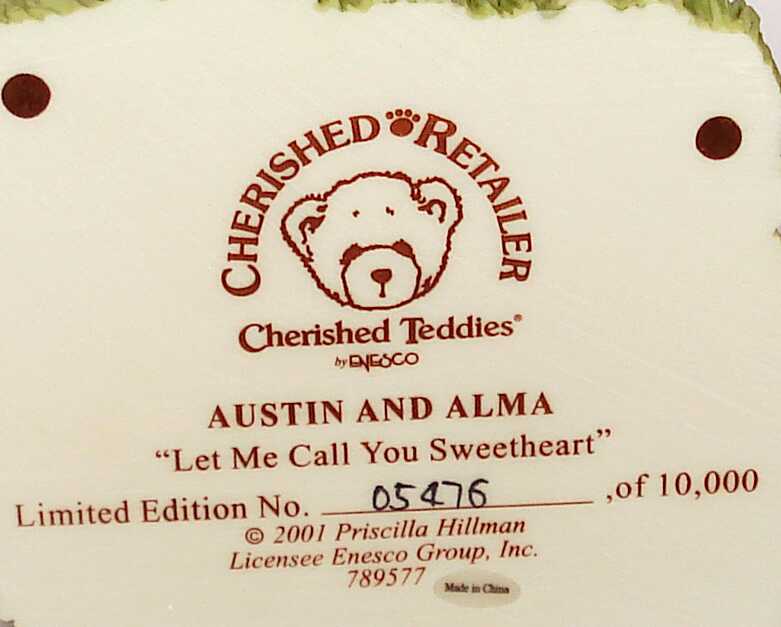 CHERISHED RETAILER
Cherished Teddies®
by ENESCO
AUSTIN AND ALMA
“Let Me Call You Sweetheart”
Limited Edition No. 05476 ,of 10,000
© 2001 Priscilla Hillman
Licensee Enesco Group, Inc.
789577
Made in China